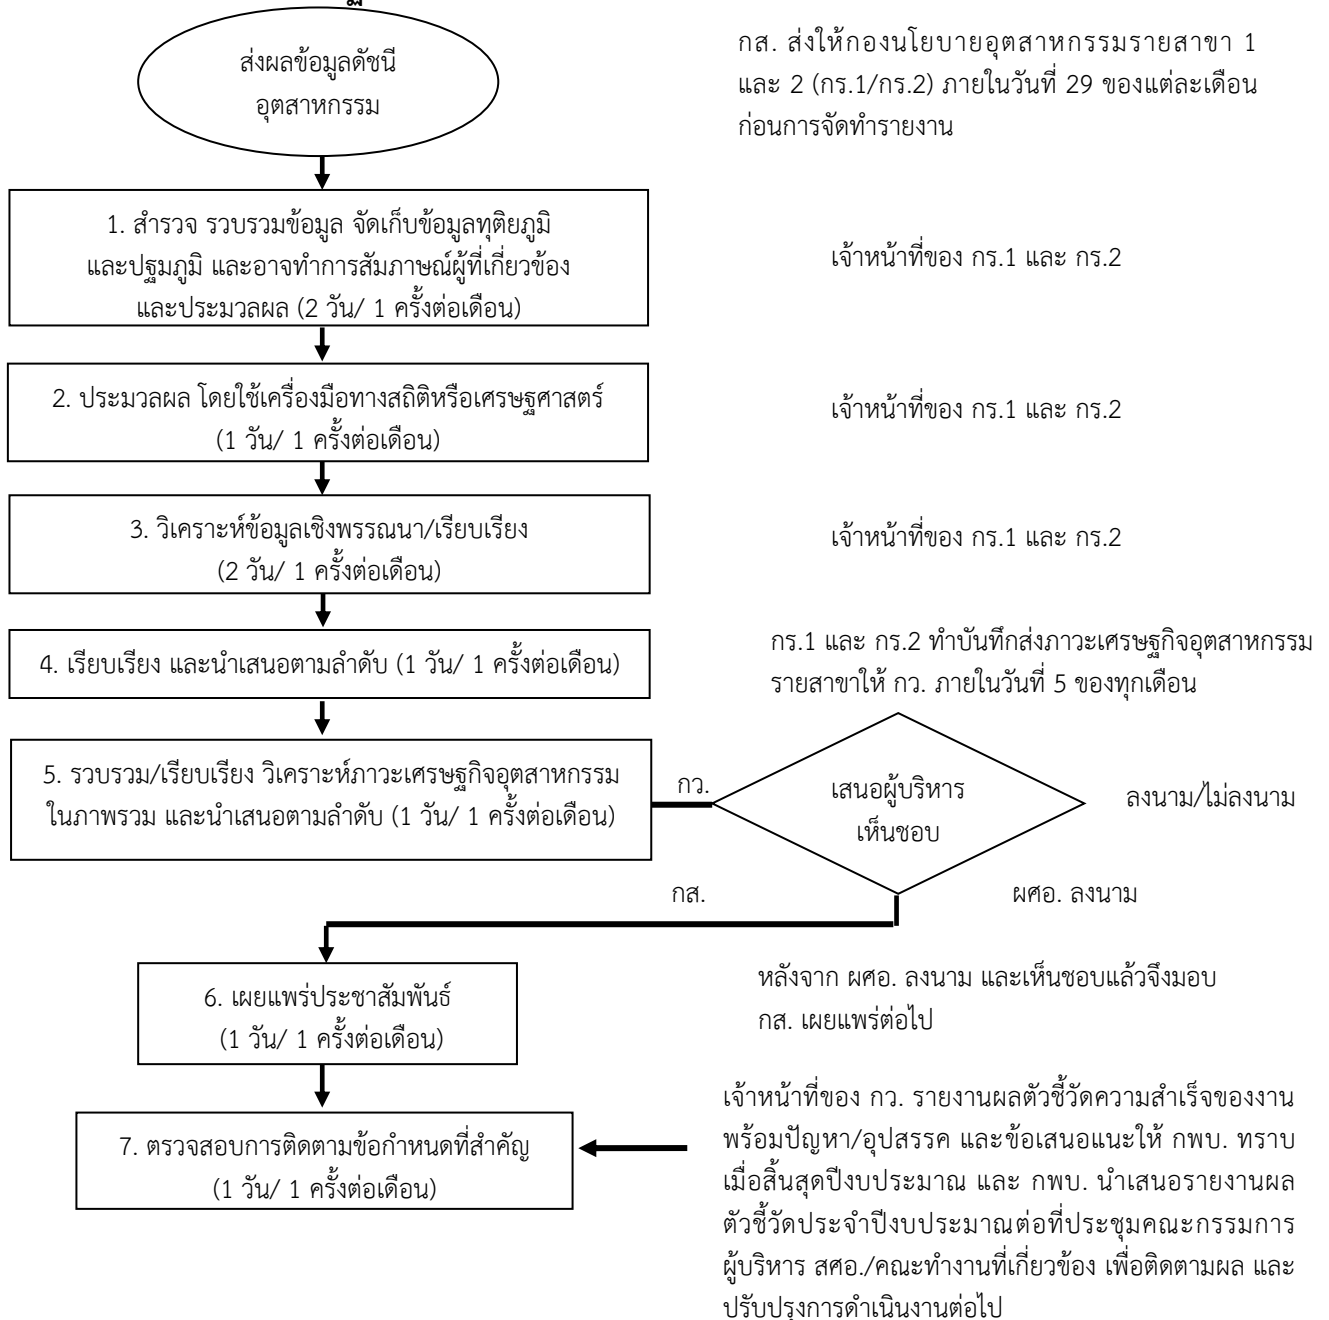 ส่งผลข้อมูลดัชนี
อุตสาหกรรม
กส. ส่งให้กองนโยบายอุตสาหกรรมรายสาขา 1
และ 2 (กร.1/กร.2) ภายในวันที่ 29 ของแต่ละเดือน
ก่อนการจัดทำรายงาน
1. สำรวจ รวบรวมข้อมูล จัดเก็บข้อมูลทุติยภูมิ
และปฐมภูมิ และอาจทำการสัมภาษณ์ผู้ที่เกี่ยวข้อง
และประมวลผล (2 วัน/ 1 ครั้งต่อเดือน)
เจ้าหน้าที่ของ กร.1 และ กร.2
2. ประมวลผล โดยใช้เครื่องมือทางสถิติหรือเศรษฐศาสตร์
(1 วัน/ 1 ครั้งต่อเดือน)
เจ้าหน้าที่ของ กร.1 และ กร.2
3. วิเคราะห์ข้อมูลเชิงพรรณนา/เรียบเรียง
(2 วัน/ 1 ครั้งต่อเดือน)
เจ้าหน้าที่ของ กร.1 และ กร.2
4. เรียบเรียง และนำเสนอตามลำดับ (1 วัน/ 1 ครั้งต่อเดือน)
กร.1 และ กร.2 ทำบันทึกส่งภาวะเศรษฐกิจอุตสาหกรรม
รายสาขาให้ กว. ภายในวันที่ 5 ของทุกเดือน
5. รวบรวม/เรียบเรียง วิเคราะห์ภาวะเศรษฐกิจอุตสาหกรรม
ในภาพรวม และนำเสนอตามลำดับ (1 วัน/ 1 ครั้งต่อเดือน)
กว.
เสนอผู้บริหาร
เห็นชอบ
ลงนาม/ไม่ลงนาม
กส.
ผศอ. ลงนาม
6. เผยแพร่ประชาสัมพันธ์
(1 วัน/ 1 ครั้งต่อเดือน)
หลังจาก ผศอ. ลงนาม และเห็นชอบแล้วจึงมอบ
กส. เผยแพร่ต่อไป
7. ตรวจสอบการติดตามข้อกำหนดที่สำคัญ
(1 วัน/ 1 ครั้งต่อเดือน)
เจ้าหน้าที่ของ กว. รายงานผลตัวชี้วัดความสำเร็จของงาน
พร้อมปัญหา/อุปสรรค และข้อเสนอแนะให้ กพบ. ทราบ
เมื่อสิ้นสุดปีงบประมาณ และ กพบ. นำเสนอรายงานผล
ตัวชี้วัดประจำปีงบประมาณต่อที่ประชุมคณะกรรมการ
ผู้บริหาร สศอ./คณะทำงานที่เกี่ยวข้อง เพื่อติดตามผล และ
ปรับปรุงการดำเนินงานต่อไป